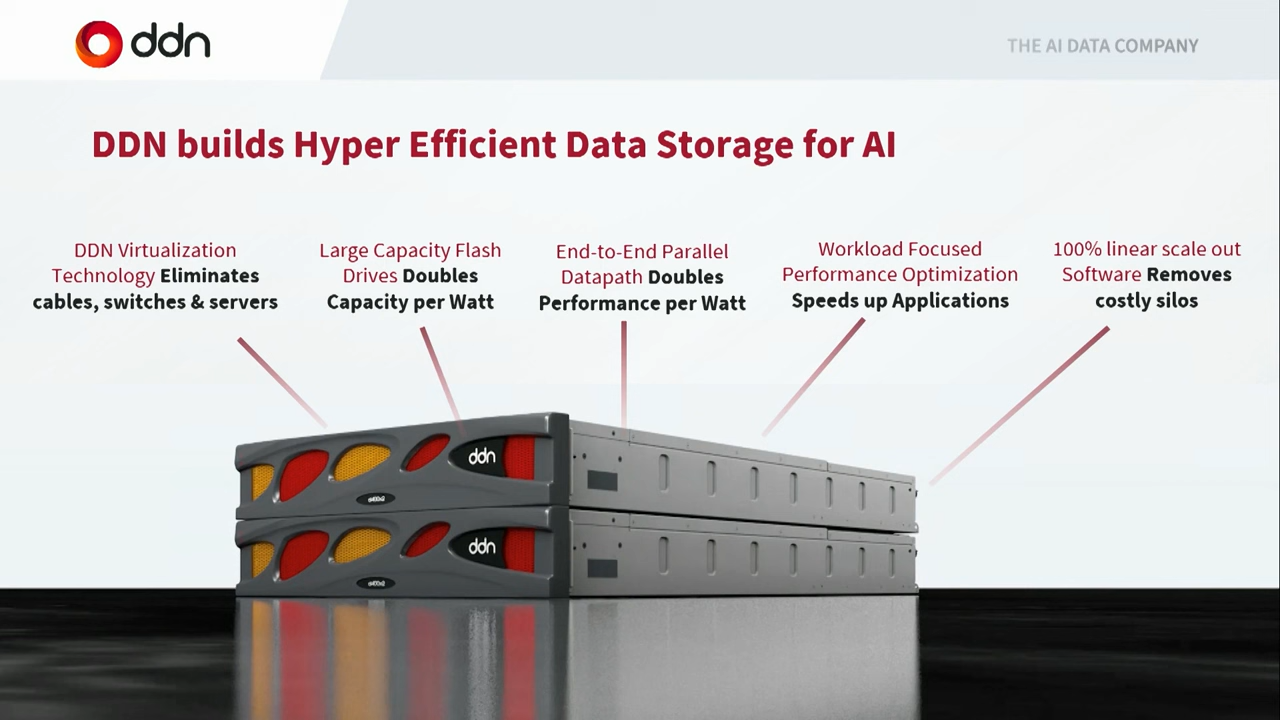 ddn
THE AI DATA COMPANY
DDN builds Hyper Efficient Data Storage for AI
DDN Virtualization
Technology Eliminates
cables, switches & servers
Large Capacity Flash
Drives Doubles
Capacity per Watt
End-to-End Parallel
Datapath Doubles
Performance per Watt
Workload Focused
Performance Optimization
Speeds up Applications
100% linear scale out
Software Removes
costly silos
ddn
ddn